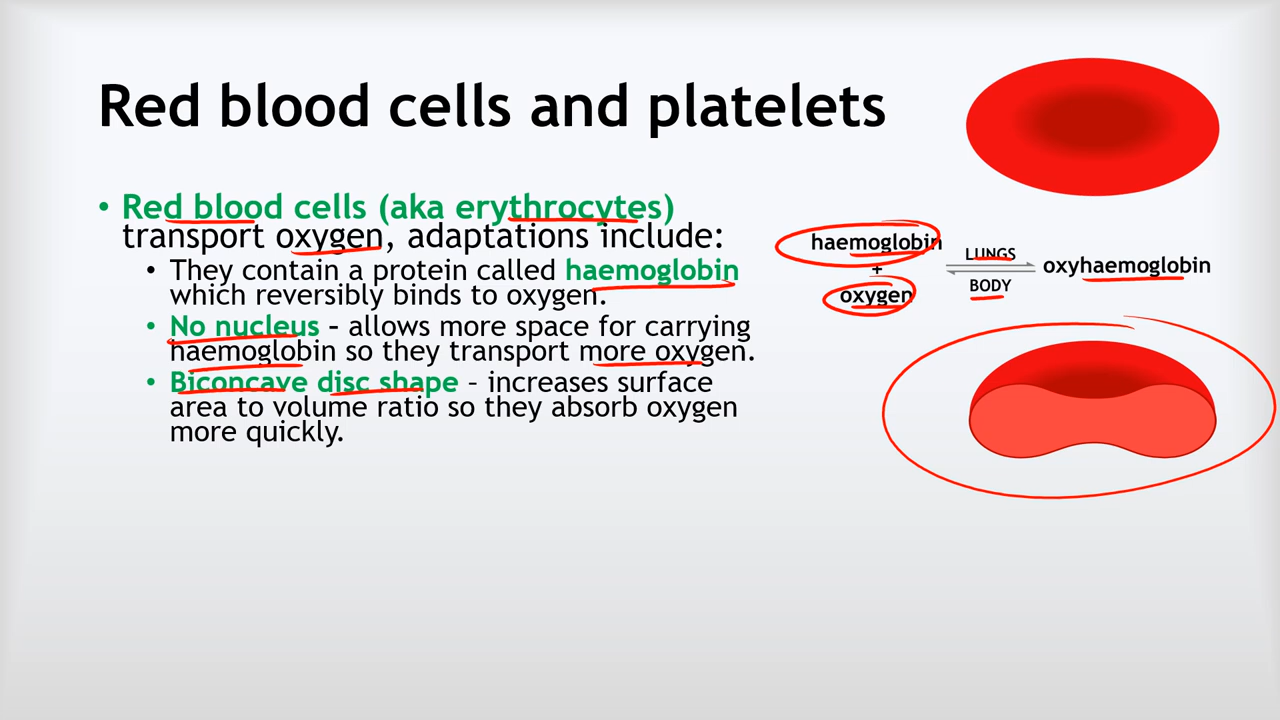 Red blood cells and platelets
• Red blood cells (aka erythrocytes)
transport oxygen, adaptations include:
• They contain a protein called haemoglobin
which reversibly binds to oxygen.
• No nucleus - allows more space for carrying
haemoglobin so they transport more oxygen.
• Biconcave disc shape - increases surface
area to volume ratio so they absorb oxygen
more quickly.
haemoglobin
+
oxygen
LUNGS
BODY
oxyhaemoglobin